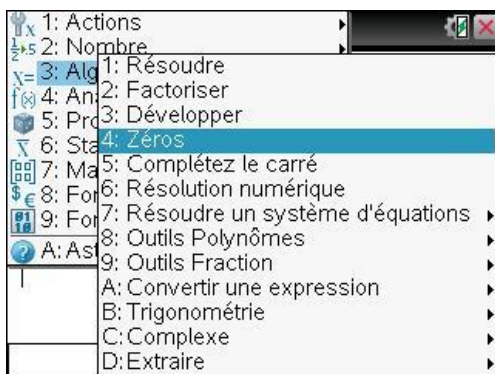 1: Actions
2: Nombre
3: Alg
4: Ana
5: Pro
6: Sta
7: Ma
8: For
9: For
A: Ast
1: Résoudre
2: Factoriser
3: Développer
4: Zéros
5: Complétez le carré
6: Résolution numérique
7: Résoudre un système d'équations
8: Outils Polynômes
9: Outils Fraction
A: Convertir une expression
B: Trigonométrie
C: Complexe
D: Extraire